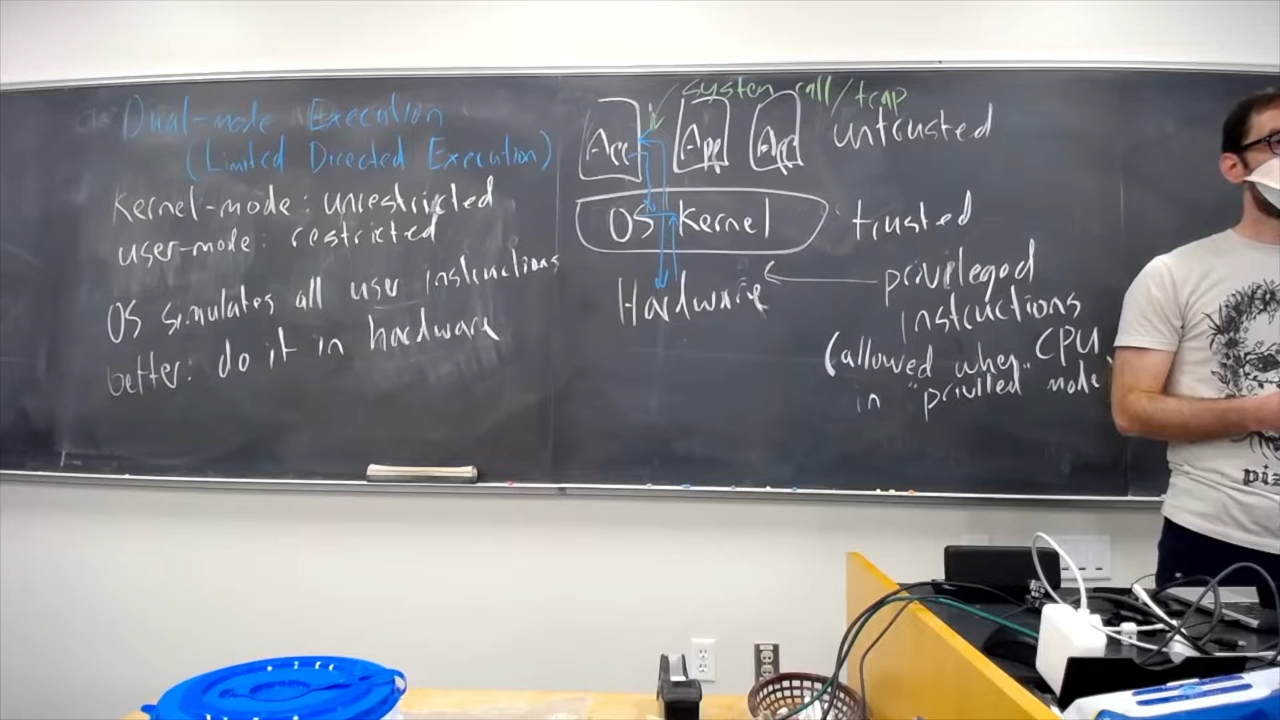 Dual-mode Execution
(Limited Directed Execution)
Kernel-mode: unrestricted
user-mode: restricted
OS simulates all user instructions
better: do it in hardware
system call/trap
App App App untrusted
OS Kernel trusted
Hardware
privileged
instructions
(allowed when CPU
in "privlled" mode)
piz